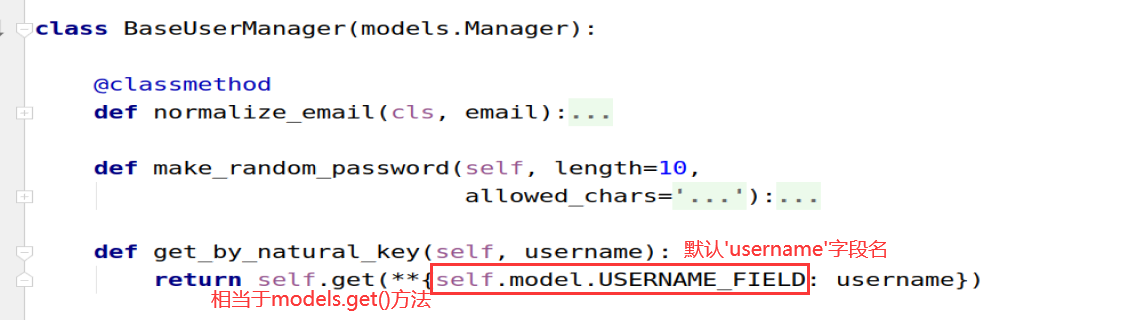 class BaseUserManager(models.Manager):
@classmethod
def normalize_email(cls, email):...
def make_random_password(self, length=10,
allowed_chars='...'):...
def get_by_natural_key(self, username): 默认'username'字段名
return self.get(**{self.model.USERNAME_FIELD: username})
相当于models.get()方法